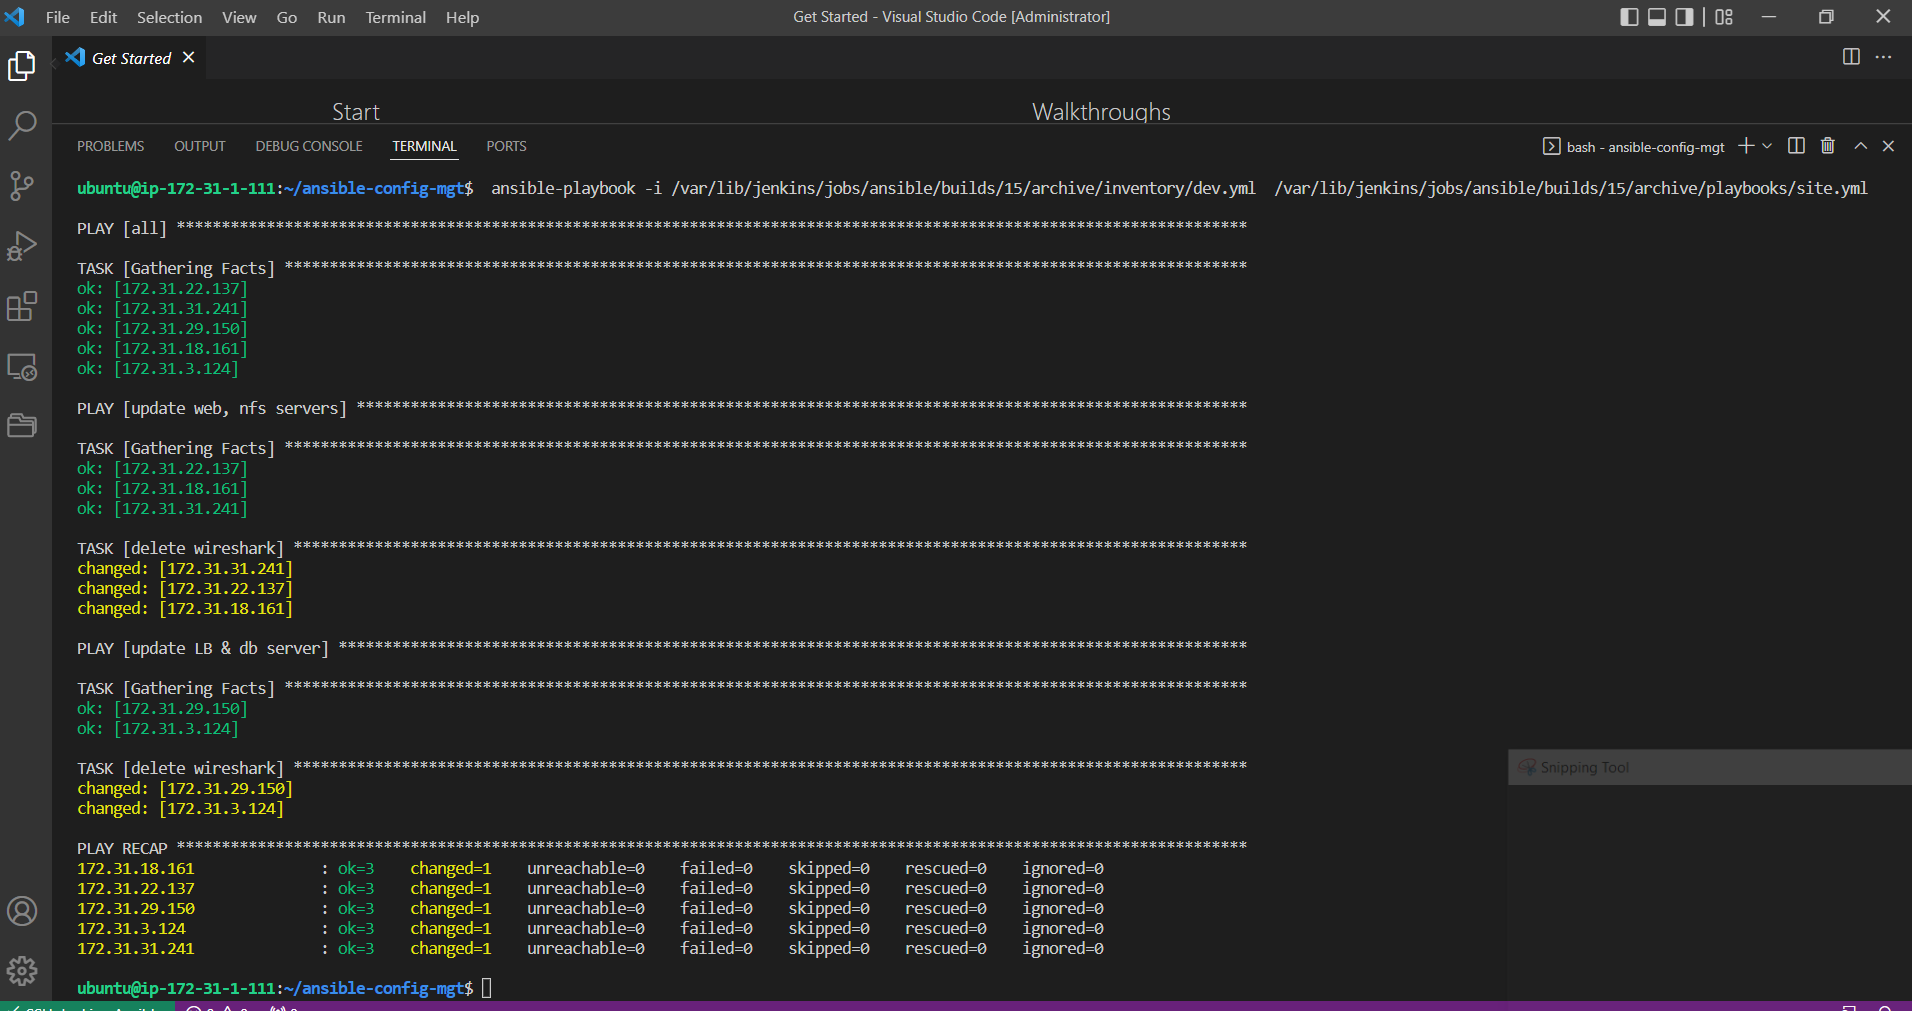 File Edit Selection View Go Run Terminal Help
Get Started - Visual Studio Code [Administrator]
Get Started
Start
Walkthroughs
PROBLEMS OUTPUT DEBUG CONSOLE TERMINAL PORTS
bash - ansible-config-mgt
ubuntu@ip-172-31-1-111:~/ansible-config-mgt$ ansible-playbook -i /var/lib/jenkins/jobs/ansible/builds/15/archive/inventory/dev.yml /var/lib/jenkins/jobs/ansible/builds/15/archive/playbooks/site.yml
PLAY [all] ***********************************************************************************************************************
TASK [Gathering Facts] ***********************************************************************************************************
ok: [172.31.22.137]
ok: [172.31.31.241]
ok: [172.31.29.150]
ok: [172.31.18.161]
ok: [172.31.3.124]
PLAY [update web, nfs servers] ***************************************************************************************************
TASK [Gathering Facts] ***********************************************************************************************************
ok: [172.31.22.137]
ok: [172.31.18.161]
ok: [172.31.31.241]
TASK [delete wireshark] **********************************************************************************************************
changed: [172.31.31.241]
changed: [172.31.22.137]
changed: [172.31.18.161]
PLAY [update LB & db server] *****************************************************************************************************
TASK [Gathering Facts] ***********************************************************************************************************
ok: [172.31.29.150]
ok: [172.31.3.124]
TASK [delete wireshark] **********************************************************************************************************
changed: [172.31.29.150]
changed: [172.31.3.124]
PLAY RECAP ***********************************************************************************************************************
172.31.18.161 : ok=3 changed=1 unreachable=0 failed=0 skipped=0 rescued=0 ignored=0
172.31.22.137 : ok=3 changed=1 unreachable=0 failed=0 skipped=0 rescued=0 ignored=0
172.31.29.150 : ok=3 changed=1 unreachable=0 failed=0 skipped=0 rescued=0 ignored=0
172.31.3.124 : ok=3 changed=1 unreachable=0 failed=0 skipped=0 rescued=0 ignored=0
172.31.31.241 : ok=3 changed=1 unreachable=0 failed=0 skipped=0 rescued=0 ignored=0
ubuntu@ip-172-31-1-111:~/ansible-config-mgt$
Snipping Tool